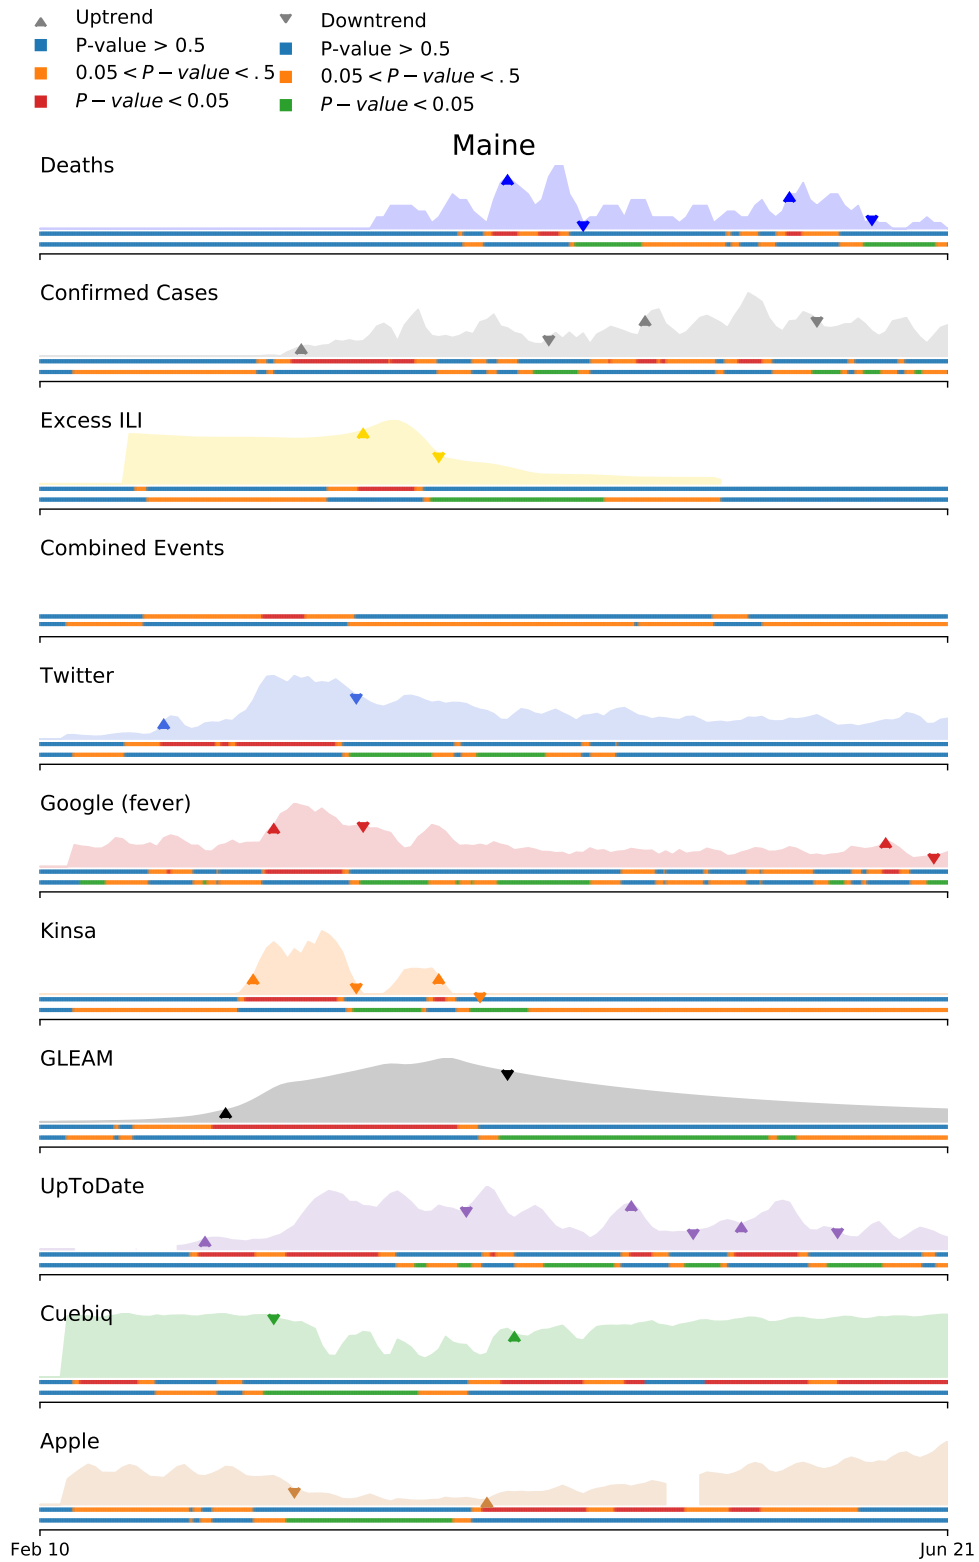 Uptrend
P-value > 0.5
0.05 < P − value < .5
P − value < 0.05
Downtrend
P-value > 0.5
0.05 < P − value < .5
P − value < 0.05
Maine
Deaths
Confirmed Cases
Excess ILI
Combined Events
Twitter
Google (fever)
Kinsa
GLEAM
UpToDate
Cuebiq
Apple
Feb 10
Jun 21